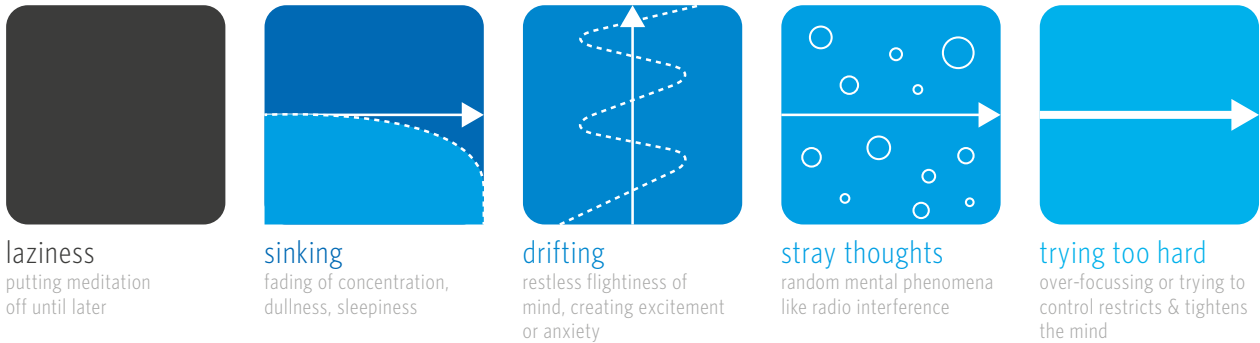 laziness
putting meditation
off until later
sinking
fading of concentration,
dullness, sleepiness
drifting
restless flightiness of
mind, creating excitement
or anxiety
stray thoughts
random mental phenomena
like radio interference
trying too hard
over-focussing or trying to
control restricts & tightens
the mind